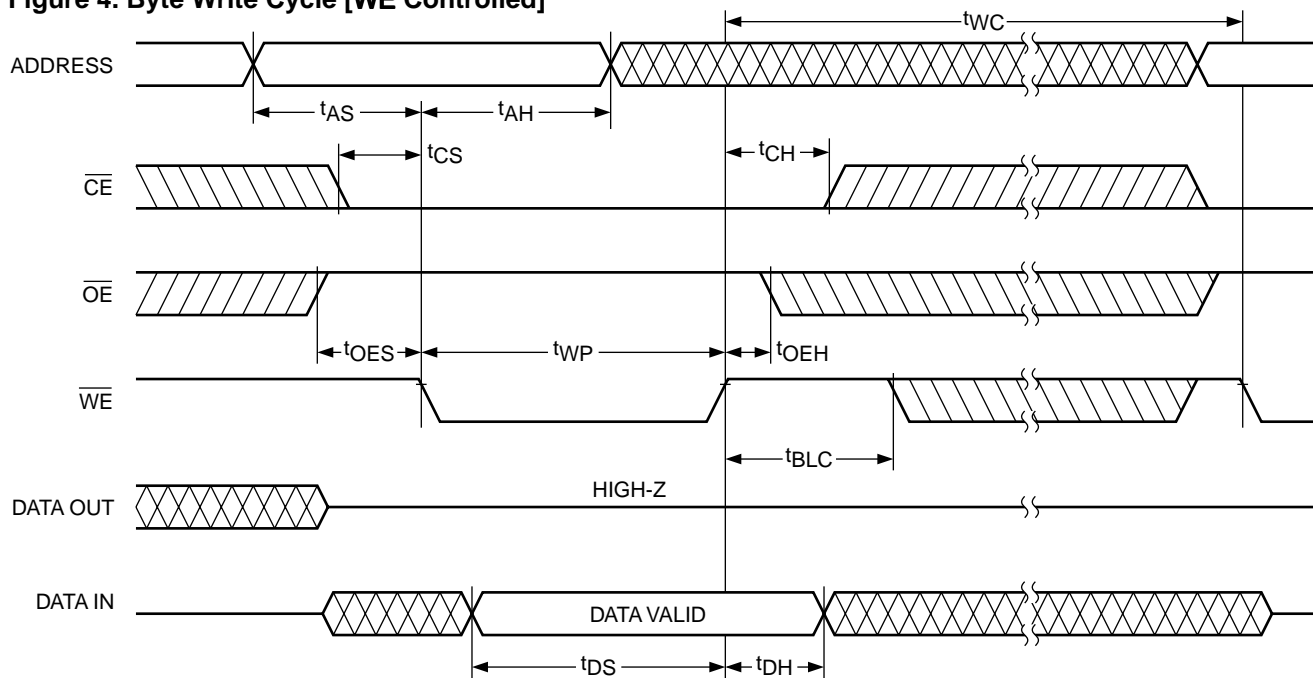 Figure 4. Byte Write Cycle [WE Controlled]
tWC
ADDRESS
tAS
tAH
tCS
tCH
CE
OE
tOES
tWP
tOEH
WE
tBLC
HIGH-Z
DATA OUT
DATA IN
DATA VALID
tDS
tDH